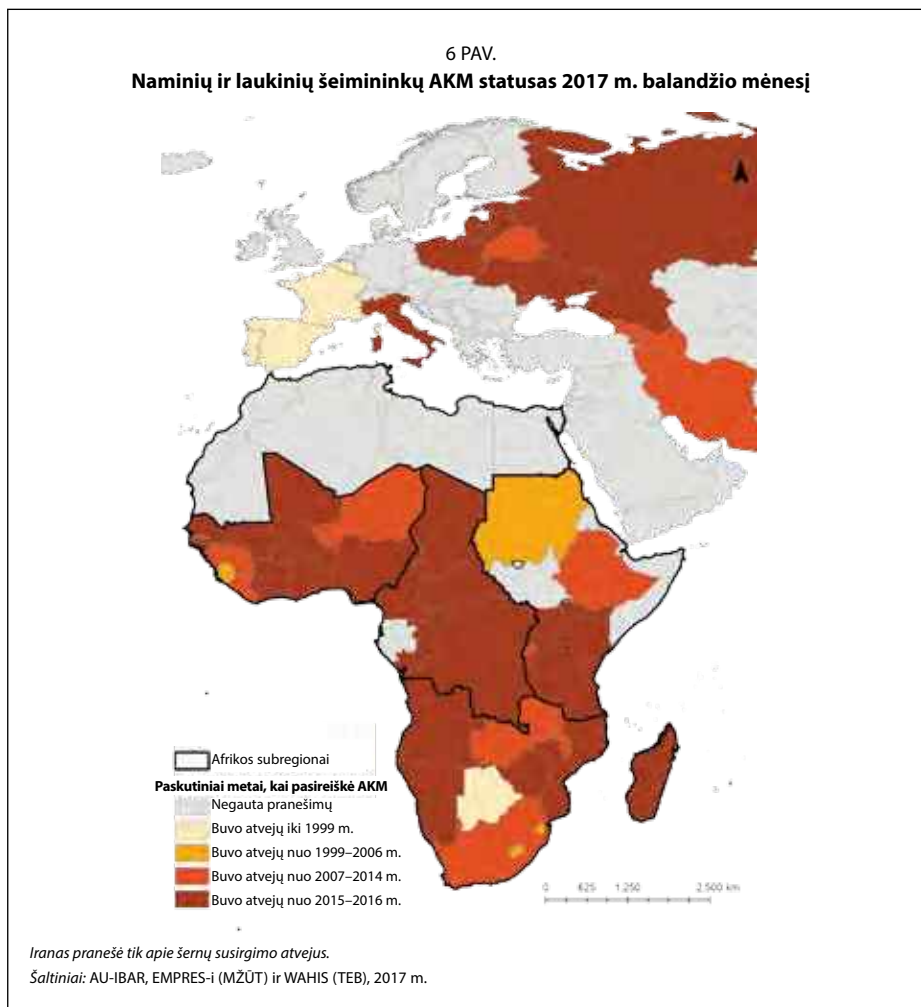 6 PAV.
Naminių ir laukinių šeimininkų AKM statusas 2017 m. balandžio mėnesį
Afrikos subregionai
Paskutiniai metai, kai pasireiškė AKM
Negauta pranešimų
Buvo atvejų iki 1999 m.
Buvo atvejų nuo 1999–2006 m.
Buvo atvejų nuo 2007–2014 m.
Buvo atvejų nuo 2015–2016 m.
0 625 1.250 2.500 km
Iranas pranešė tik apie šernų susirgimo atvejus.
Šaltiniai: AU-IBAR, EMPRES-i (MŽŪT) ir WAHIS (TEB), 2017 m.